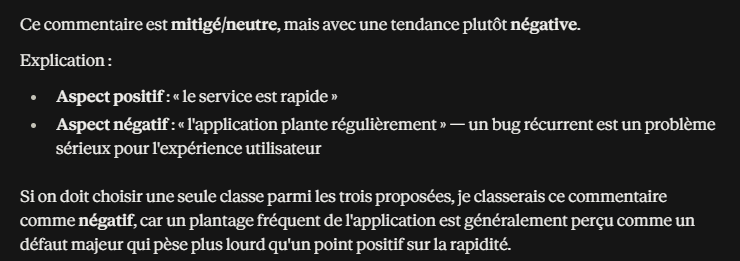 Ce commentaire est mitigé/neutre, mais avec une tendance plutôt négative.
Explication :
• Aspect positif : « le service est rapide »
• Aspect négatif : « l'application plante régulièrement » — un bug récurrent est un problème
sérieux pour l'expérience utilisateur
Si on doit choisir une seule classe parmi les trois proposées, je classerais ce commentaire
comme négatif, car un plantage fréquent de l'application est généralement perçu comme un
défaut majeur qui pèse plus lourd qu'un point positif sur la rapidité.